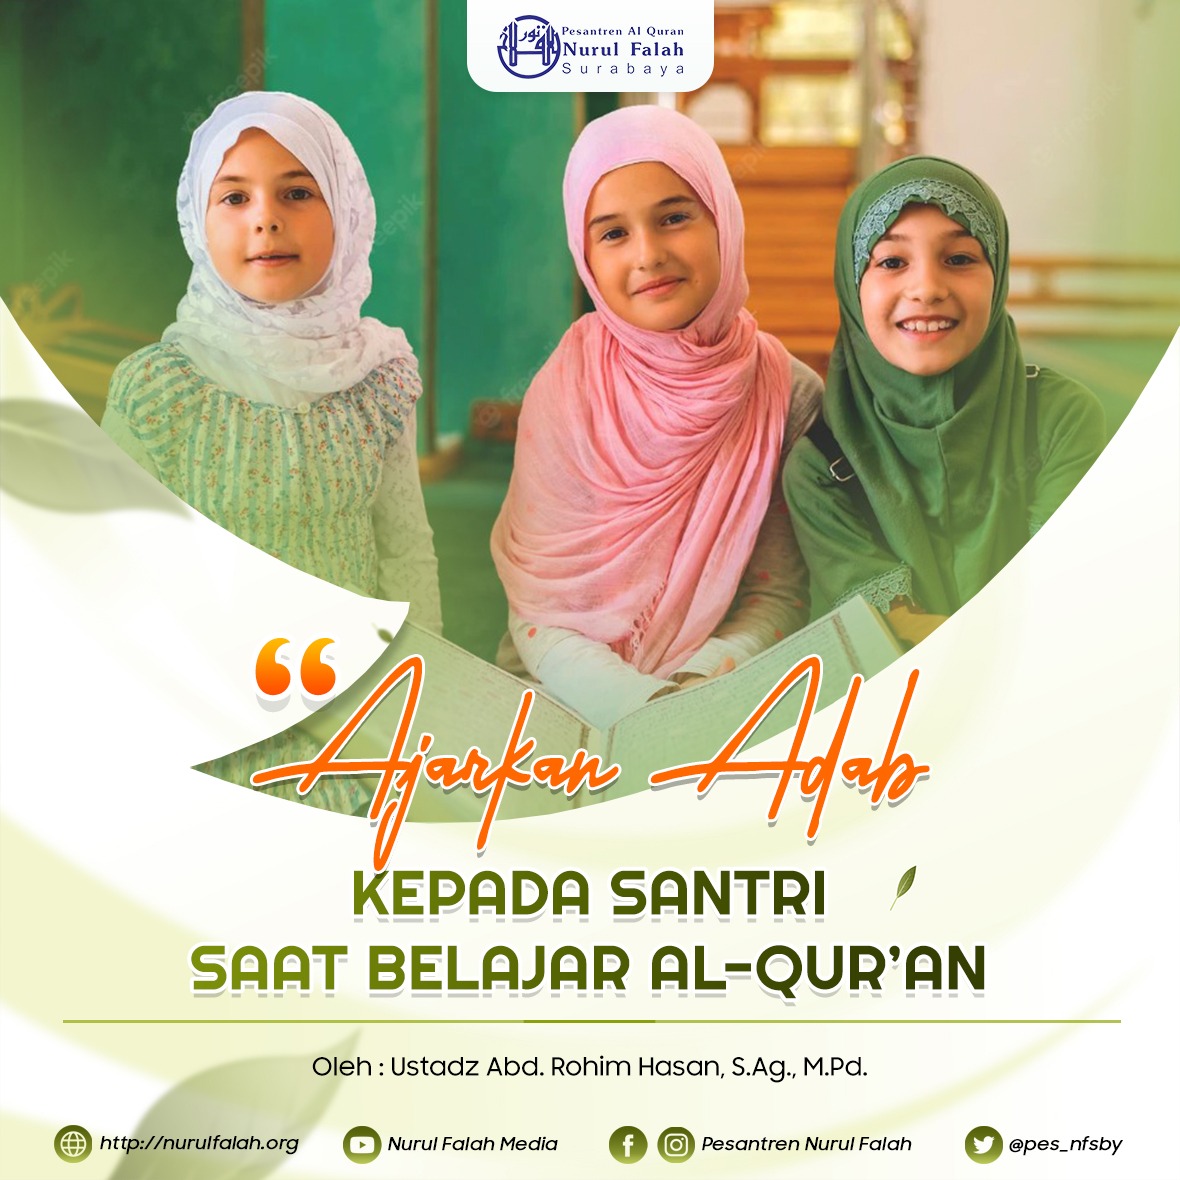 Pesantren Al Quran
Nurul Falah
Surabaya
“Ajarkan Adab
KEPADA SANTRI
SAAT BELAJAR AL-QUR’AN
Oleh : Ustadz Abd. Rohim Hasan, S.Ag., M.Pd.
http://nurulfalah.org Nurul Falah Media Pesantren Nurul Falah @pes_nfsby